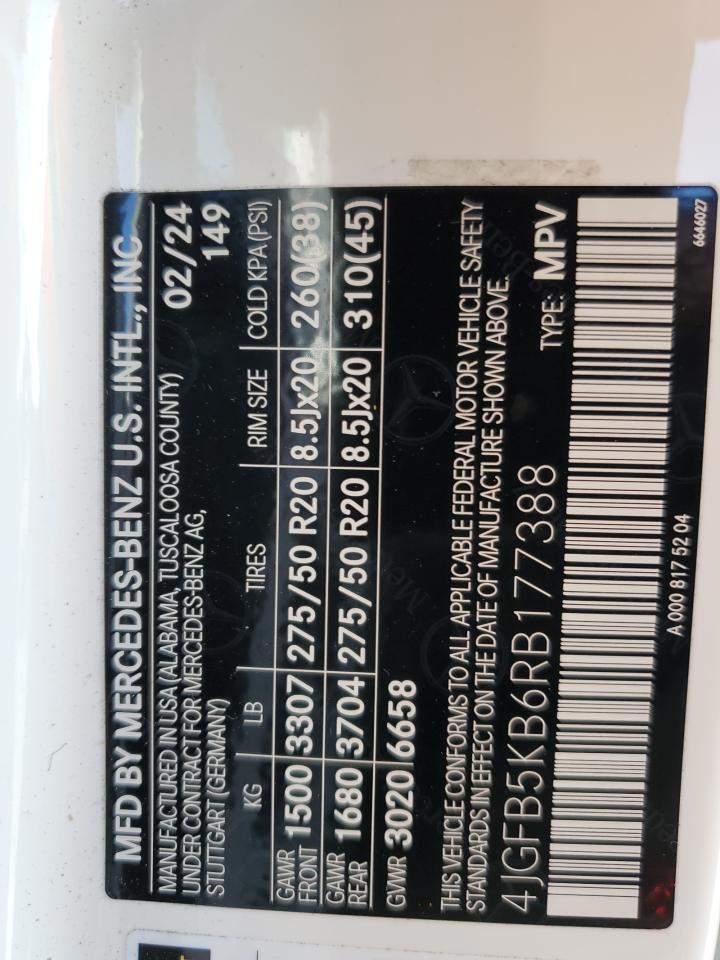 MFD BY MERCEDES-BENZ U.S. INTL., INC
MANUFACTURED IN USA (ALABAMA, TUSCALOOSA COUNTY) 02/24
UNDER CONTRACT FOR MERCEDES-BENZ AG, 149
STUTTGART (GERMANY)
KG LB TIRES RIM SIZE COLD KPA (PSI)
GAWR FRONT 1500 3307 275/50 R20 8.5Jx20 260(38)
GAWR REAR 1680 3704 275/50 R20 8.5Jx20 310(45)
GVWR 3020 6658
THIS VEHICLE CONFORMS TO ALL APPLICABLE FEDERAL MOTOR VEHICLE SAFETY
STANDARDS IN EFFECT ON THE DATE OF MANUFACTURE SHOWN ABOVE.
4JGFB5KB6RB177388 TYPE: MPV
A 000 817 52 04 6646027